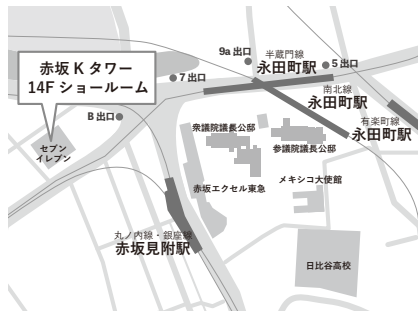 9a 出口
半蔵門線
永田町駅
5 出口
赤坂 K タワー
14F ショールーム
7 出口
南北線
永田町駅
有楽町線
永田町駅
B 出口
衆議院議長公邸
参議院議長公邸
セブン
イレブン
赤坂エクセル東急
メキシコ大使館
丸ノ内線・銀座線
赤坂見附駅
日比谷高校